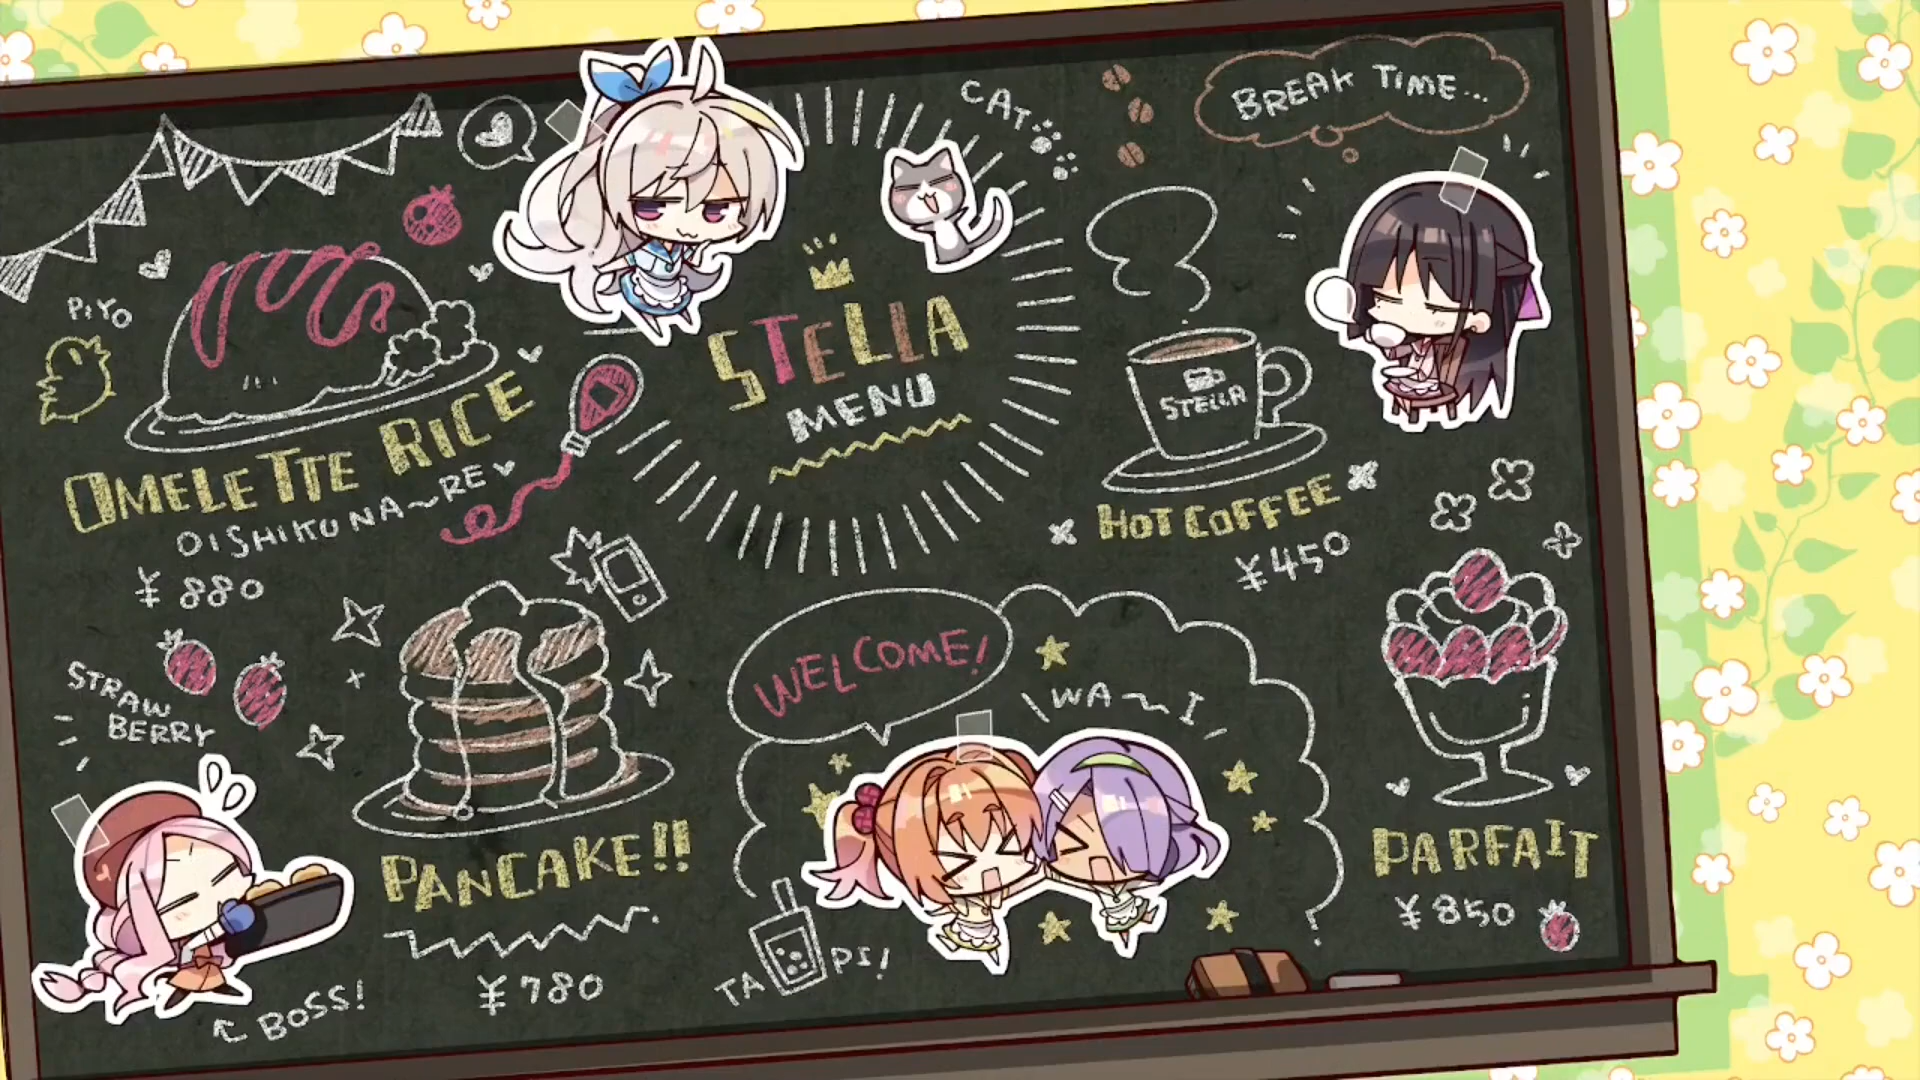 CAT
BREAK TIME...
PIYO
STELLA
MENU
STELLA
OMELETTE RICE
OISHIKUNA~RE♥
¥880
HOT COFFEE
¥450
STRAW
BERRY
WELCOME!
\WA~I
PANCAKE!!
¥780
BOSS!
TA PI!
PARFAIT
¥850